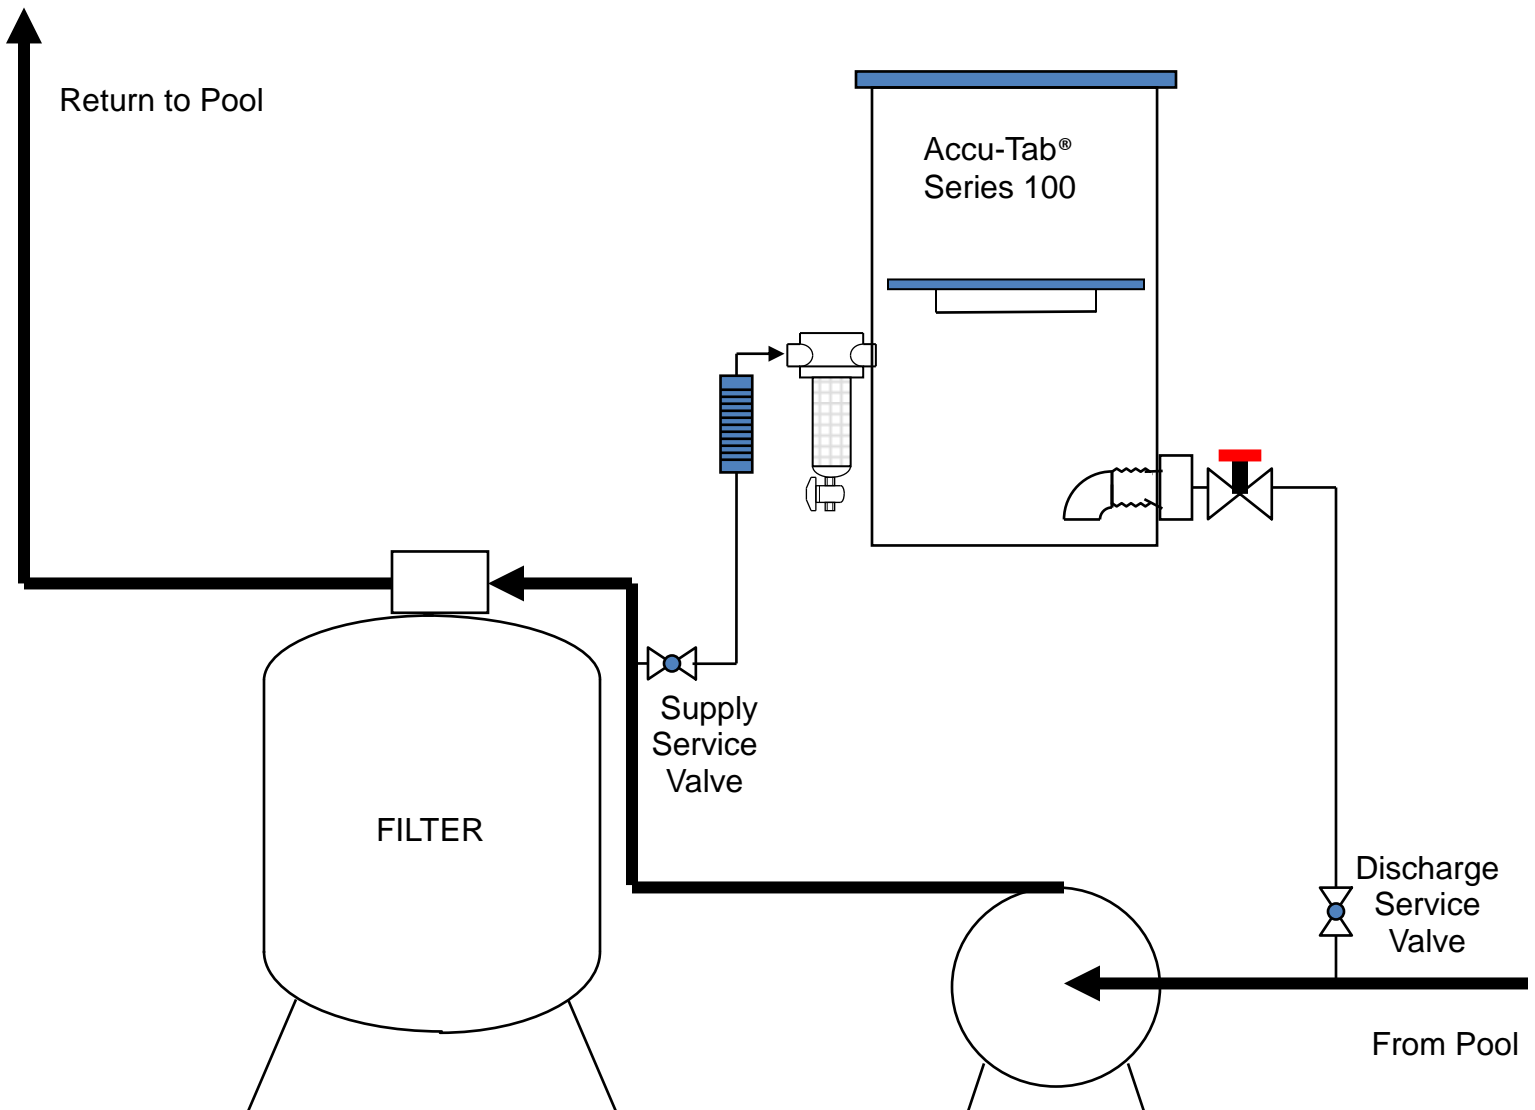 Return to Pool
Accu-Tab®
Series 100
Supply
Service
Valve
FILTER
Discharge
Service
Valve
From Pool